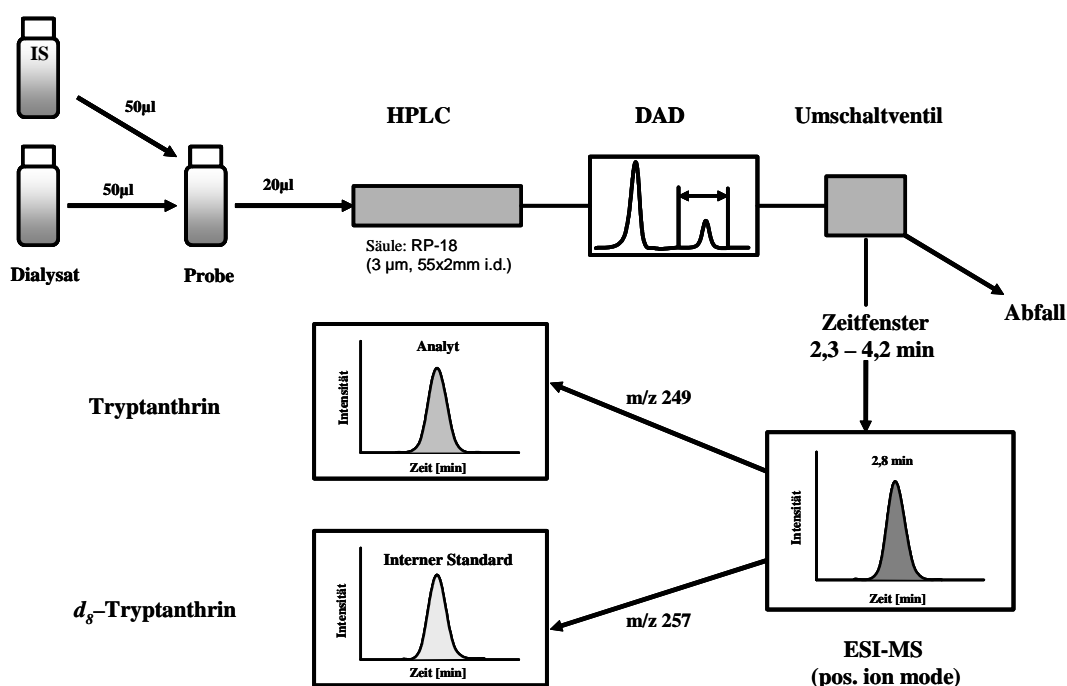 IS
50µl
50µl
20µl
Dialysat
Probe
HPLC
DAD
Umschaltventil
Säule: RP-18
(3 µm, 55x2mm i.d.)
Abfall
Zeitfenster
2,3 – 4,2 min
Tryptanthrin
Analyt
Intensität
Zeit [min]
m/z 249
2,8 min
Intensität
Zeit [min]
d8–Tryptanthrin
Interner Standard
Intensität
Zeit [min]
m/z 257
ESI-MS
(pos. ion mode)